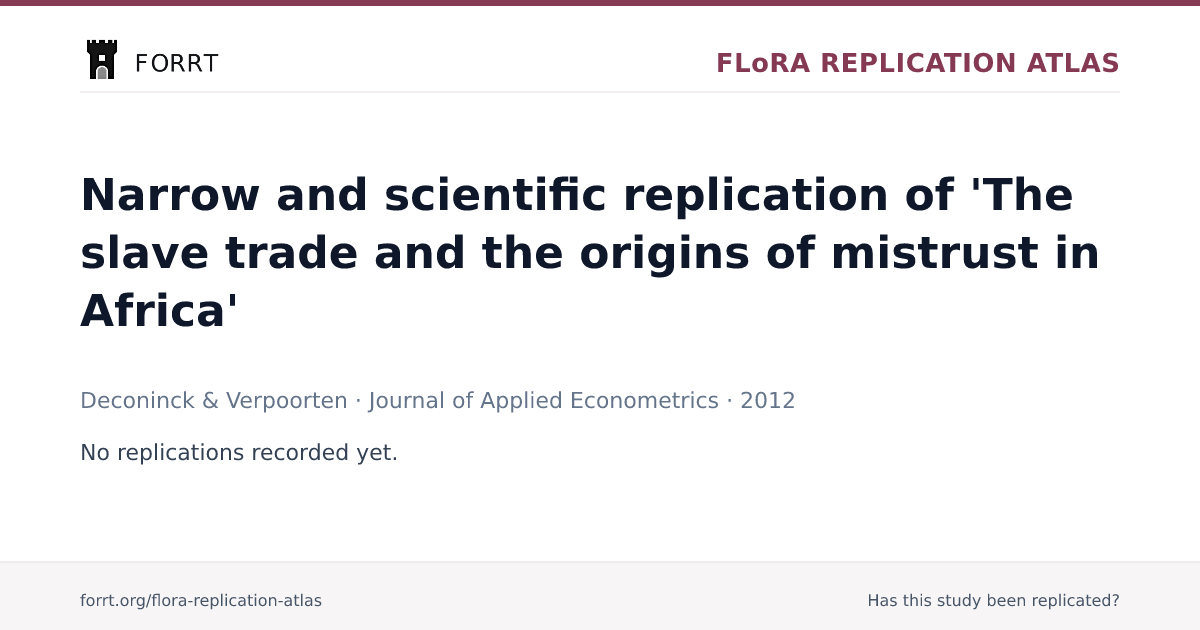 FORRT
FLoRA REPLICATION ATLAS
Narrow and scientific replication of 'The
slave trade and the origins of mistrust in
Africa'
Deconinck & Verpoorten · Journal of Applied Econometrics · 2012
No replications recorded yet.
forrt.org/flora-replication-atlas
Has this study been replicated?